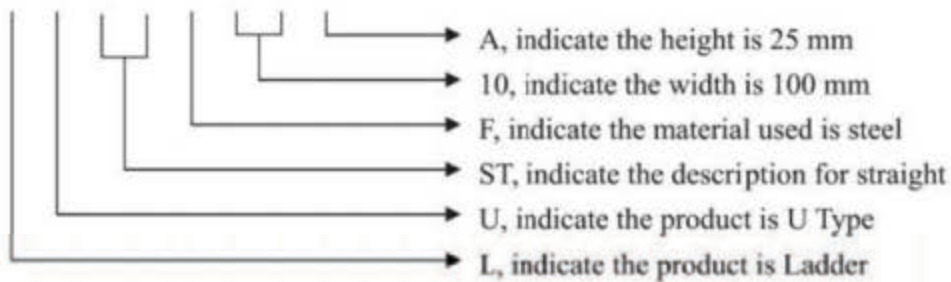 A, indicate the height is 25 mm
10, indicate the width is 100 mm
F, indicate the material used is steel
ST, indicate the description for straight
U, indicate the product is U Type
L, indicate the product is Ladder